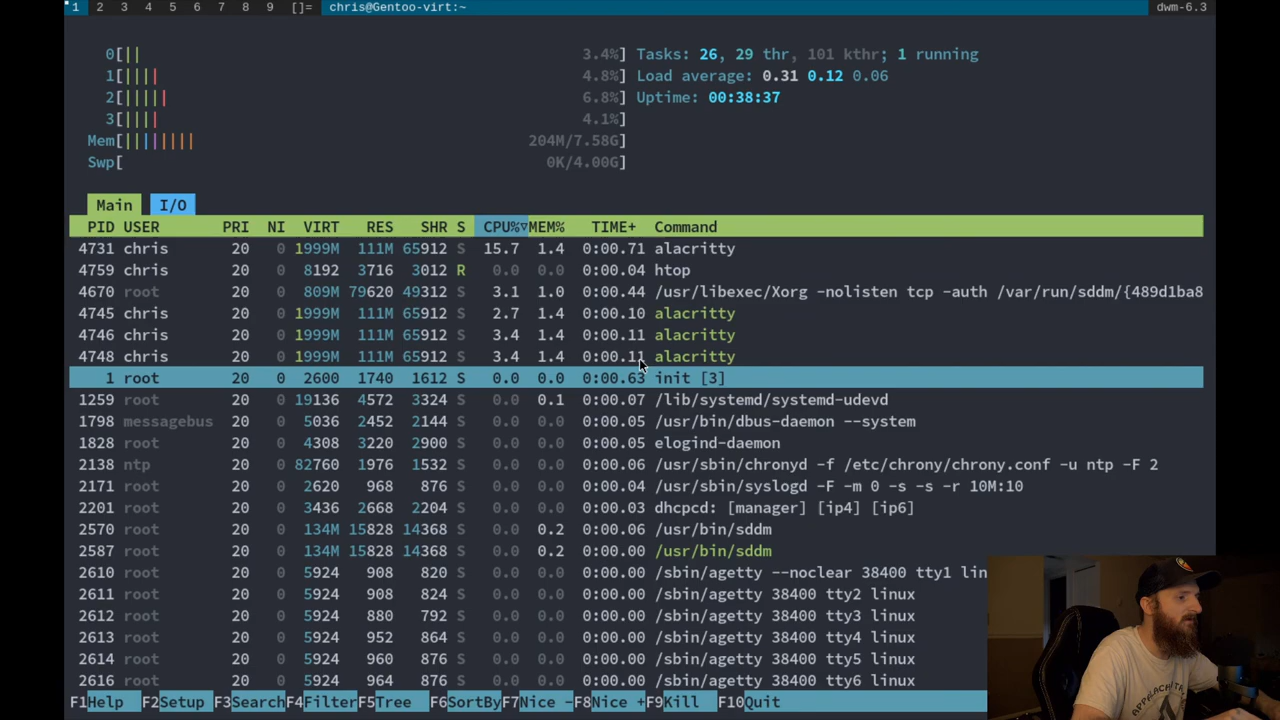 1 2 3 4 5 6 7 8 9 []= chris@Gentoo-virt:~ dwm-6.3
0[|| 3.4%] Tasks: 26, 29 thr, 101 kthr; 1 running
1[|||| 4.8%] Load average: 0.31 0.12 0.06
2[||||| 6.8%] Uptime: 00:38:37
3[|||| 4.1%]
Mem[|||||||| 204M/7.58G]
Swp[ 0K/4.00G]
Main I/O
PID USER PRI NI VIRT RES SHR S CPU%▽MEM% TIME+ Command
4731 chris 20 0 1999M 111M 65912 S 15.7 1.4 0:00.71 alacritty
4759 chris 20 0 8192 3716 3012 R 0.0 0.0 0:00.04 htop
4670 root 20 0 809M 79620 49312 S 3.1 1.0 0:00.44 /usr/libexec/Xorg -nolisten tcp -auth /var/run/sddm/{489d1ba8
4745 chris 20 0 1999M 111M 65912 S 2.7 1.4 0:00.10 alacritty
4746 chris 20 0 1999M 111M 65912 S 3.4 1.4 0:00.11 alacritty
4748 chris 20 0 1999M 111M 65912 S 3.4 1.4 0:00.11 alacritty
1 root 20 0 2600 1740 1612 S 0.0 0.0 0:00.63 init [3]
1259 root 20 0 19136 4572 3324 S 0.0 0.1 0:00.07 /lib/systemd/systemd-udevd
1798 messagebus 20 0 5036 2452 2144 S 0.0 0.0 0:00.05 /usr/bin/dbus-daemon --system
1828 root 20 0 4308 3220 2900 S 0.0 0.0 0:00.05 elogind-daemon
2138 ntp 20 0 82760 1976 1532 S 0.0 0.0 0:00.06 /usr/sbin/chronyd -f /etc/chrony/chrony.conf -u ntp -F 2
2171 root 20 0 2620 968 876 S 0.0 0.0 0:00.04 /usr/sbin/syslogd -F -m 0 -s -s -r 10M:10
2201 root 20 0 3436 2668 2204 S 0.0 0.0 0:00.03 dhcpcd: [manager] [ip4] [ip6]
2570 root 20 0 134M 15828 14368 S 0.0 0.2 0:00.06 /usr/bin/sddm
2587 root 20 0 134M 15828 14368 S 0.0 0.2 0:00.00 /usr/bin/sddm
2610 root 20 0 5924 908 820 S 0.0 0.0 0:00.00 /sbin/agetty --noclear 38400 tty1 lin
2611 root 20 0 5924 908 824 S 0.0 0.0 0:00.00 /sbin/agetty 38400 tty2 linux
2612 root 20 0 5924 880 792 S 0.0 0.0 0:00.00 /sbin/agetty 38400 tty3 linux
2613 root 20 0 5924 952 864 S 0.0 0.0 0:00.00 /sbin/agetty 38400 tty4 linux
2614 root 20 0 5924 960 876 S 0.0 0.0 0:00.00 /sbin/agetty 38400 tty5 linux
2616 root 20 0 5924 964 876 S 0.0 0.0 0:00.00 /sbin/agetty 38400 tty6 linux
F1Help F2Setup F3SearchF4FilterF5Tree F6SortByF7Nice -F8Nice +F9Kill F10Quit